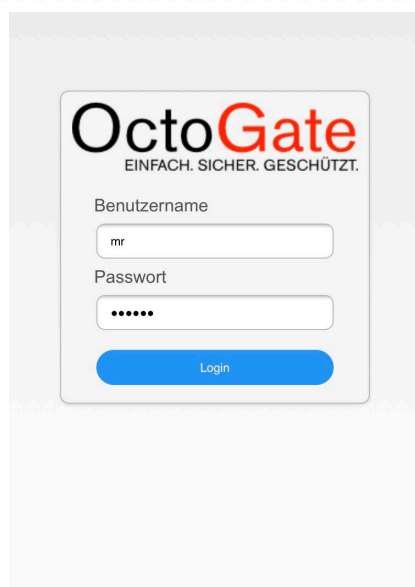 OctoGate
EINFACH. SICHER. GESCHÜTZT.
Benutzername
mr
Passwort
••••••
Login